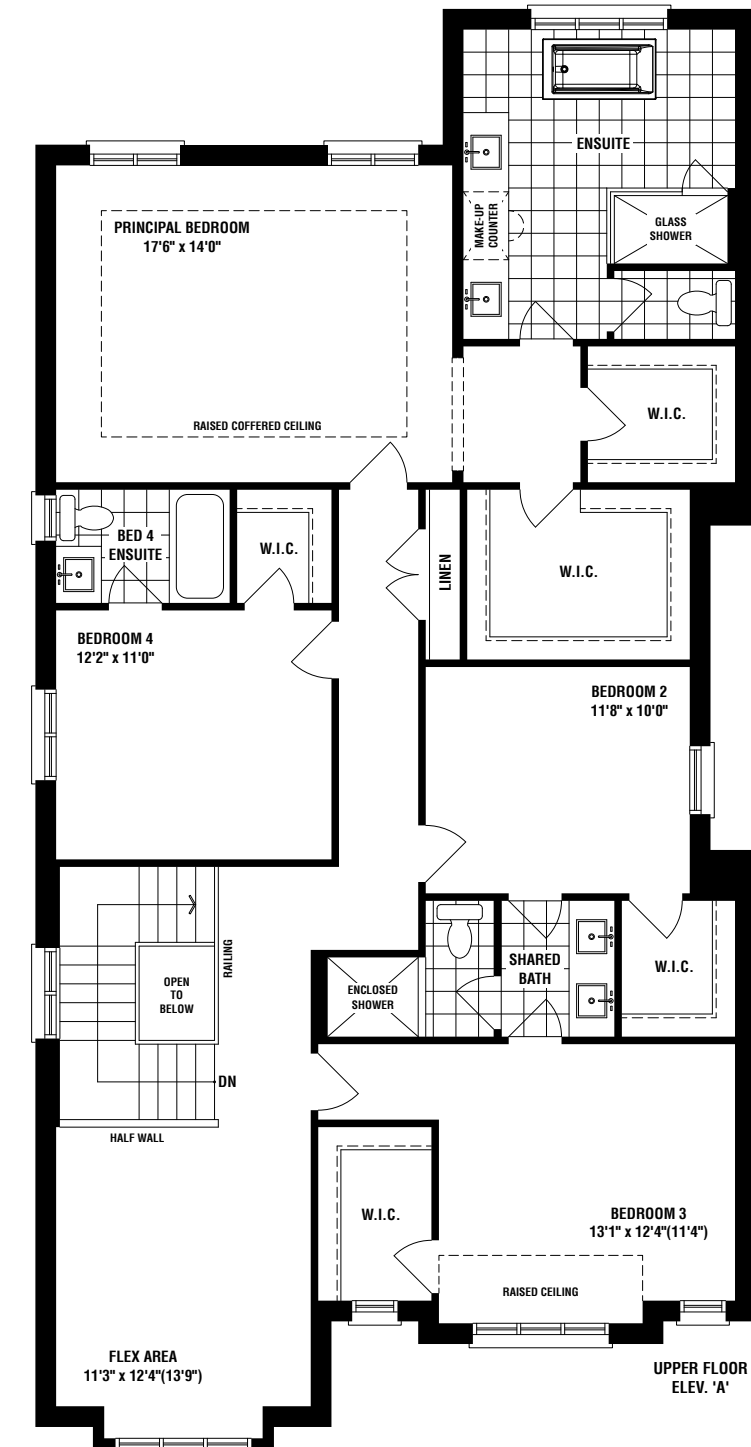 ENSUITE
PRINCIPAL BEDROOM
17'6" x 14'0"
MAKE-UP
COUNTER
GLASS
SHOWER
RAISED COFFERED CEILING
W.I.C.
BED 4
ENSUITE
W.I.C.
LINEN
W.I.C.
BEDROOM 4
12'2" x 11'0"
BEDROOM 2
11'8" x 10'0"
RAILING
OPEN
TO
BELOW
ENCLOSED
SHOWER
SHARED
BATH
W.I.C.
DN
HALF WALL
W.I.C.
BEDROOM 3
13'1" x 12'4"(11'4")
RAISED CEILING
FLEX AREA
11'3" x 12'4"(13'9")
UPPER FLOOR
ELEV. 'A'